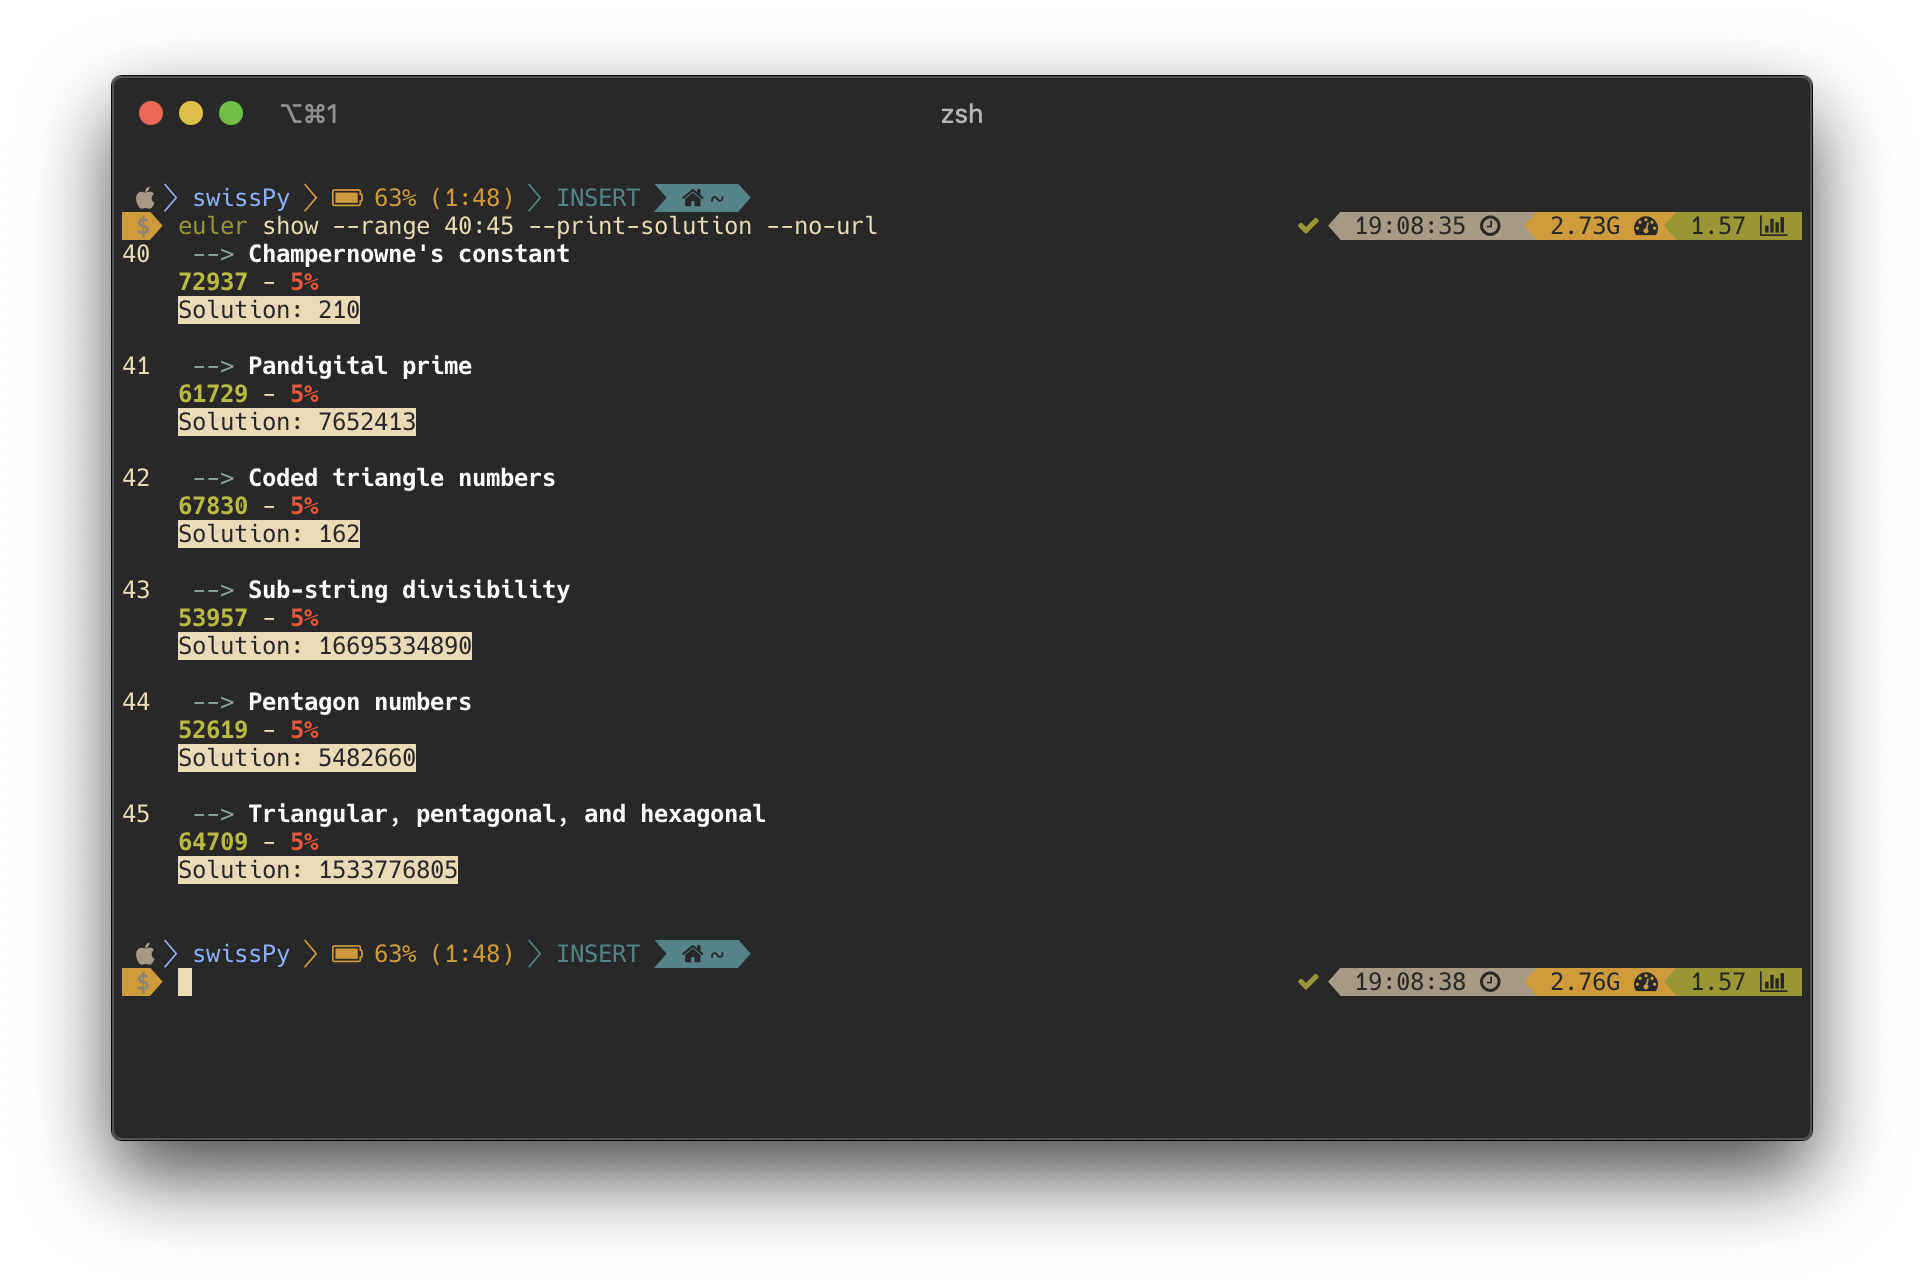 ⌥⌘1 zsh
swissPy 63% (1:48) INSERT ~
$ euler show --range 40:45 --print-solution --no-url 19:08:35 2.73G 1.57
40 --> Champernowne's constant
72937 - 5%
Solution: 210
41 --> Pandigital prime
61729 - 5%
Solution: 7652413
42 --> Coded triangle numbers
67830 - 5%
Solution: 162
43 --> Sub-string divisibility
53957 - 5%
Solution: 16695334890
44 --> Pentagon numbers
52619 - 5%
Solution: 5482660
45 --> Triangular, pentagonal, and hexagonal
64709 - 5%
Solution: 1533776805
swissPy 63% (1:48) INSERT ~
$ 19:08:38 2.76G 1.57